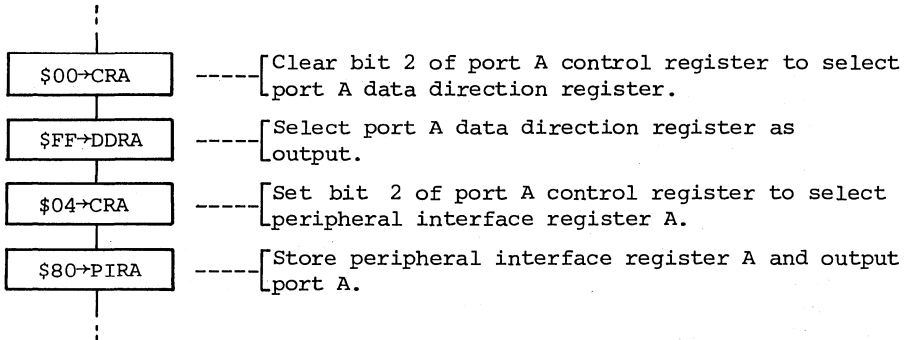 $00→CRA
Clear bit 2 of port A control register to select
port A data direction register.
$FF→DDRA
Select port A data direction register as
output.
$04→CRA
Set bit 2 of port A control register to select
peripheral interface register A.
$80→PIRA
Store peripheral interface register A and output
port A.